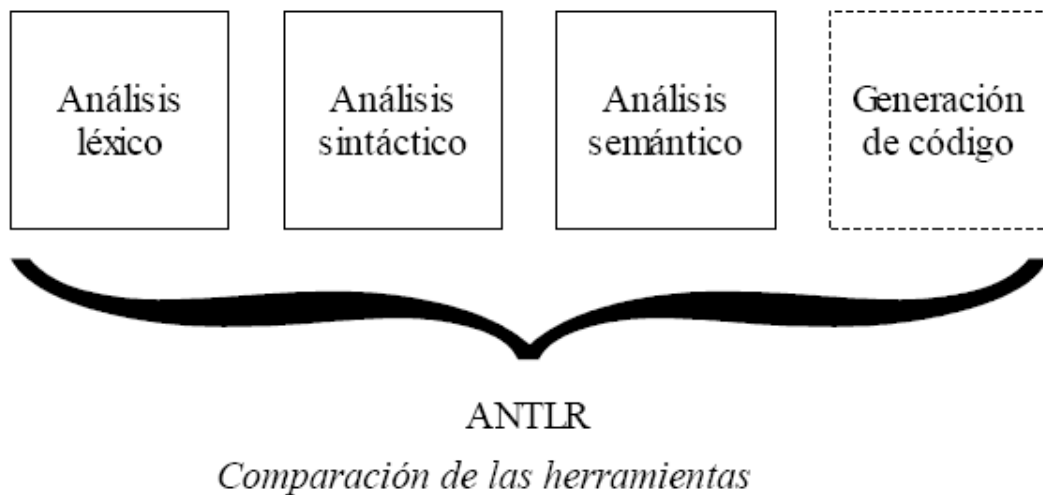 Análisis
léxico
Análisis
sintáctico
Análisis
semántico
Generación
de código
ANTLR
Comparación de las herramientas